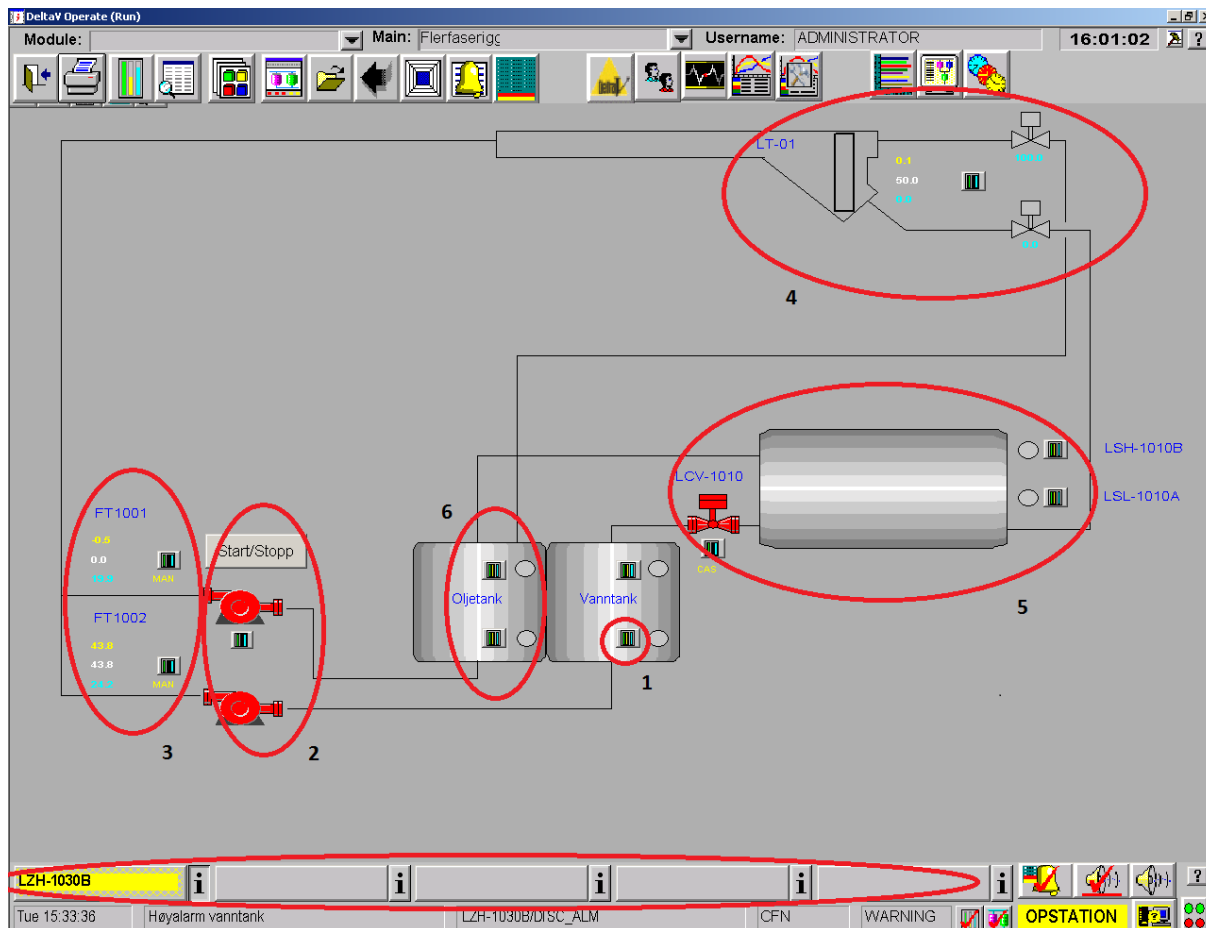 DeltaV Operate (Run)
Module: Main: Flerfaserigg Username: ADMINISTRATOR 16:01:02 ?
DeltaV
LT-01
0.1
50.0
0.0
100.0
4
LSH-1010B
LCV-1010
LSL-1010A
CAS
5
6
FT1001
-0.5
0.0
MAN
Start/Stopp
Oljetank Vanntank
FT1002
43.8
43.8
MAN
1
3 2
LZH-1030B i i i i i ?
Tue 15:33:36 Høyalarm vanntank LZH-1030B/DISC_ALM CFN WARNING OPSTATION